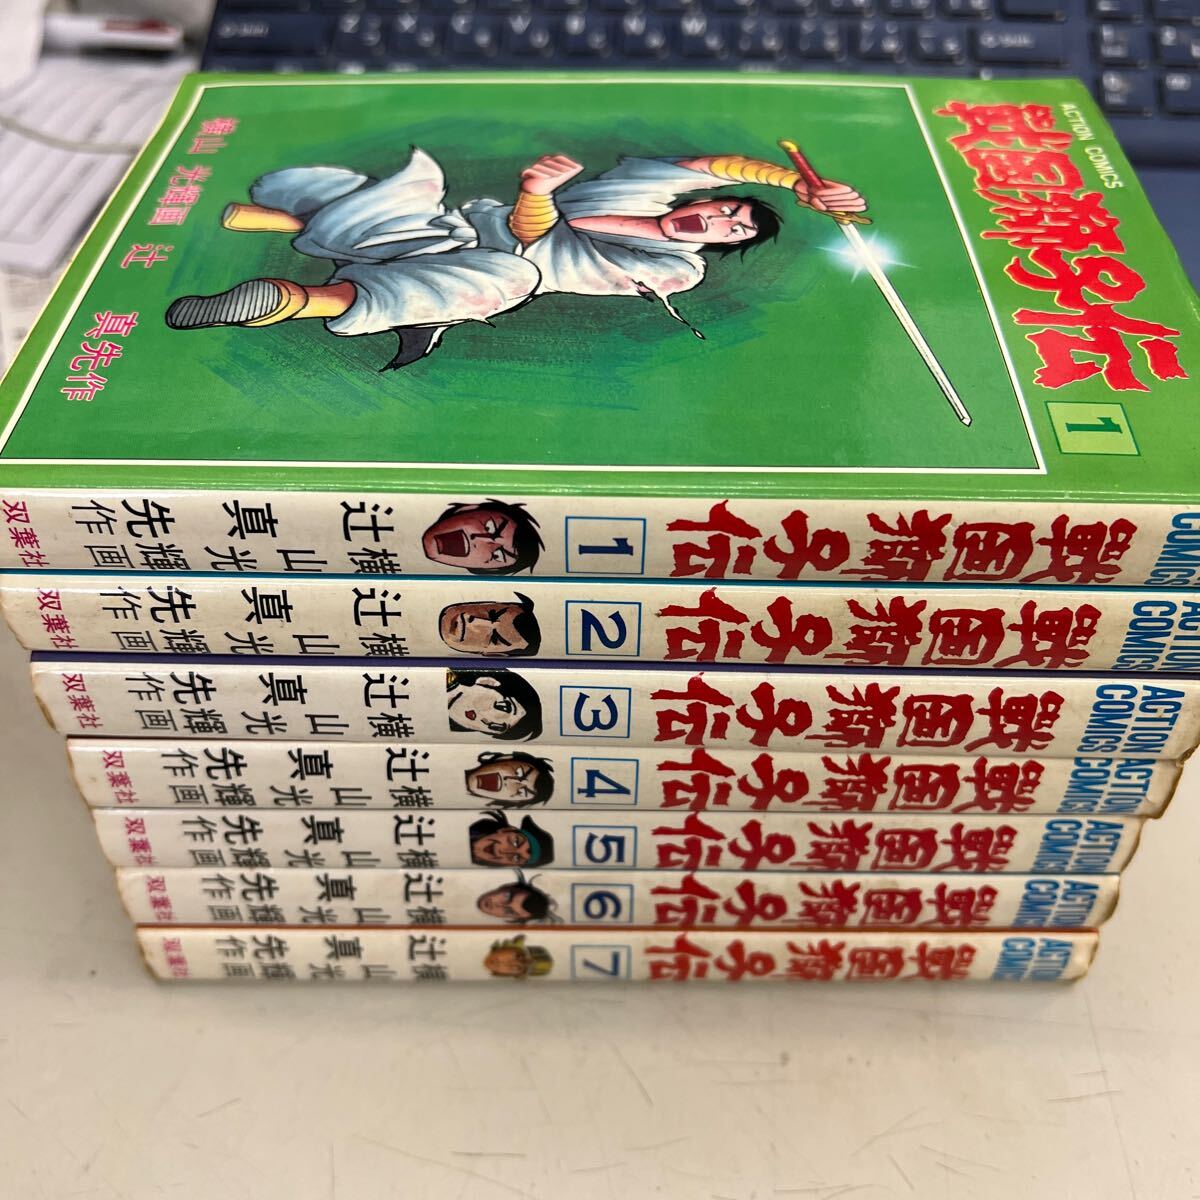 ACTION COMICS
戦国獅子伝
1
横山光輝画
辻真先作
ACTION COMICS
戦国獅子伝
1
横山光輝画
辻真先作
双葉社
ACTION COMICS
戦国獅子伝
2
横山光輝画
辻真先作
双葉社
ACTION COMICS
戦国獅子伝
3
横山光輝画
辻真先作
双葉社
ACTION COMICS
戦国獅子伝
4
横山光輝画
辻真先作
双葉社
ACTION COMICS
戦国獅子伝
5
横山光輝画
辻真先作
双葉社
ACTION COMICS
戦国獅子伝
6
横山光輝画
辻真先作
双葉社
ACTION COMICS
戦国獅子伝
7
横山光輝画
辻真先作
双葉社